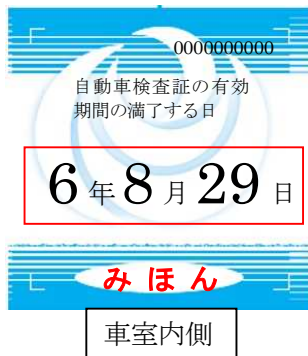 0000000000
自動車検査証の有効
期間の満了する日
6年8月29日
みほん
車室内側